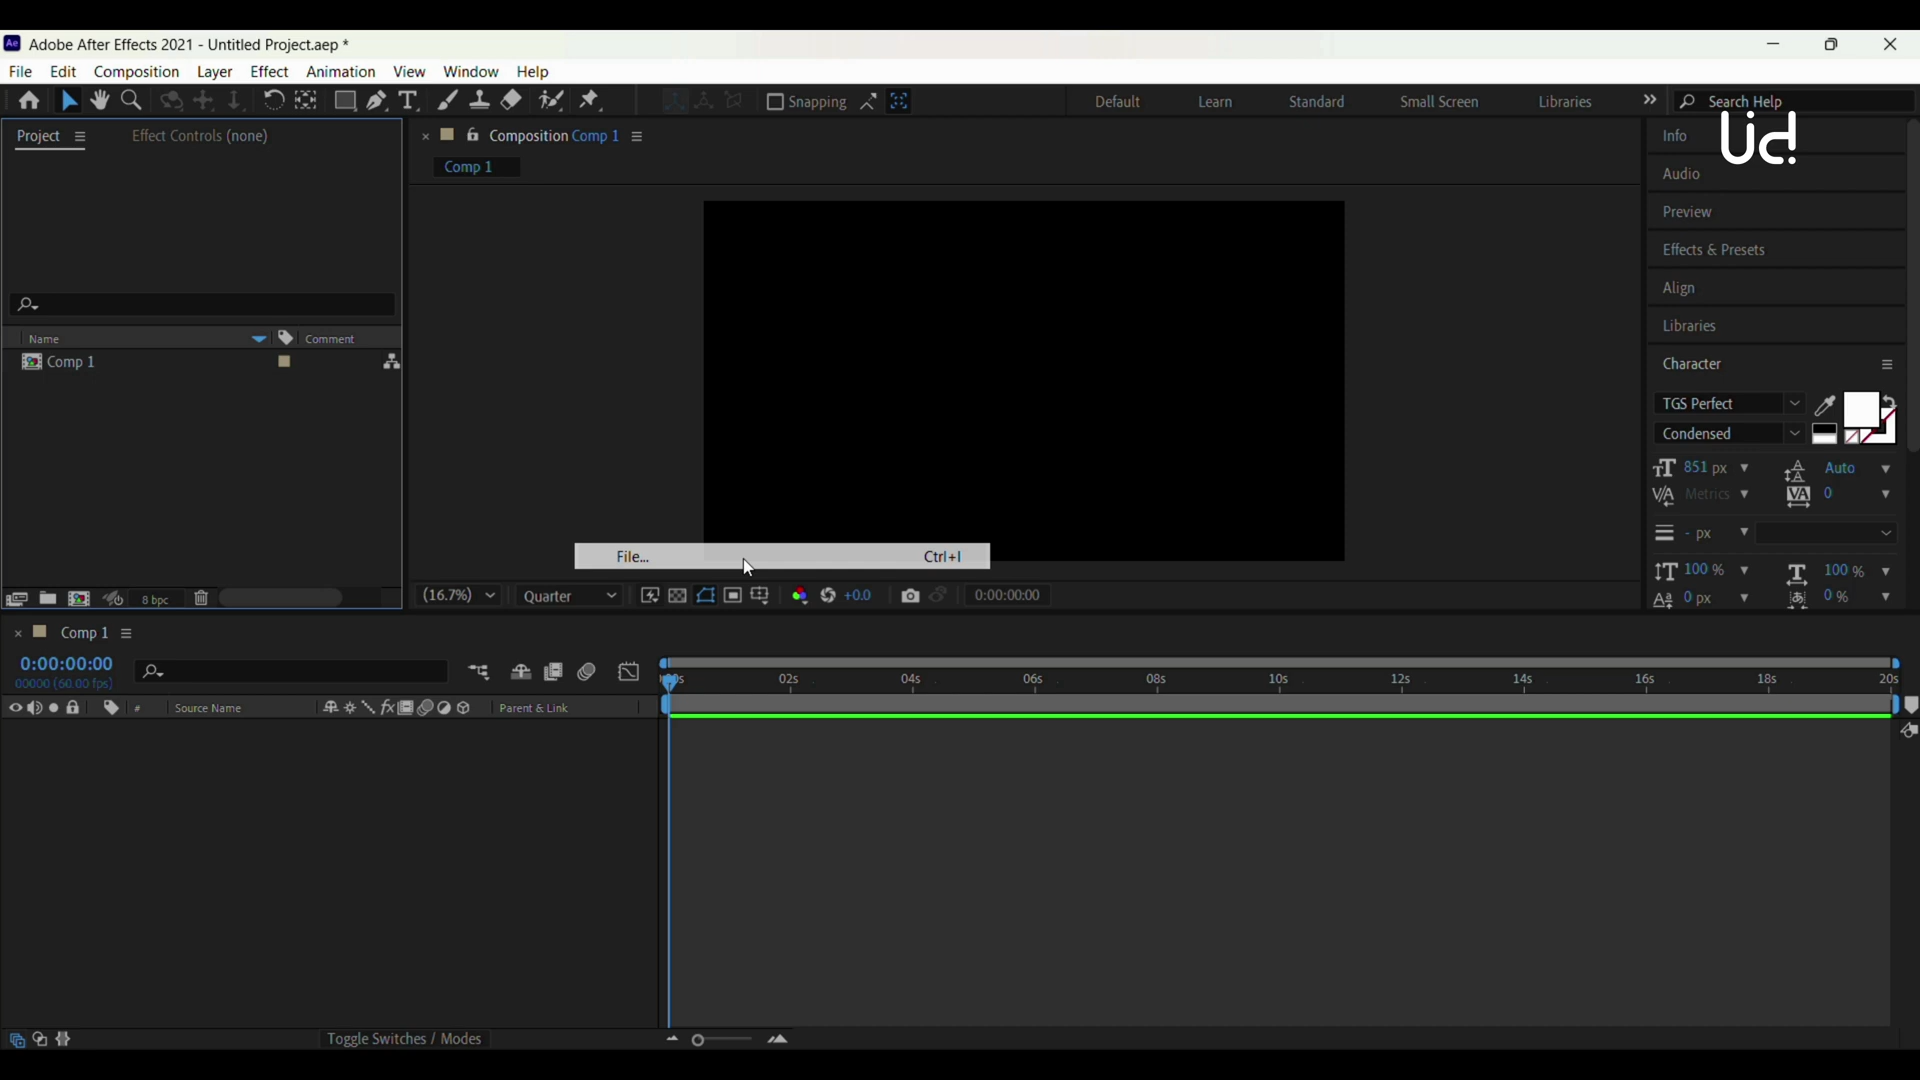 Ae Adobe After Effects 2021 - Untitled Project.aep *
File Edit Composition Layer Effect Animation View Window Help
Snapping Default Learn Standard Small Screen Libraries Search Help
Ud!
Project Effect Controls (none)
Composition Comp 1
Comp 1
Info
Audio
Preview
Effects & Presets
Align
Libraries
Name Comment
Comp 1
Character
TGS Perfect
Condensed
851 px Auto
Metrics 0
- px
100 % 100 %
0 px 0 %
File... Ctrl+I
8 bpc
(16.7%) Quarter +0.0 0:00:00:00
Comp 1
0:00:00:00
00000 (60.00 fps)
02s 04s 06s 08s 10s 12s 14s 16s 18s 20s
# Source Name fx Parent & Link
Toggle Switches / Modes